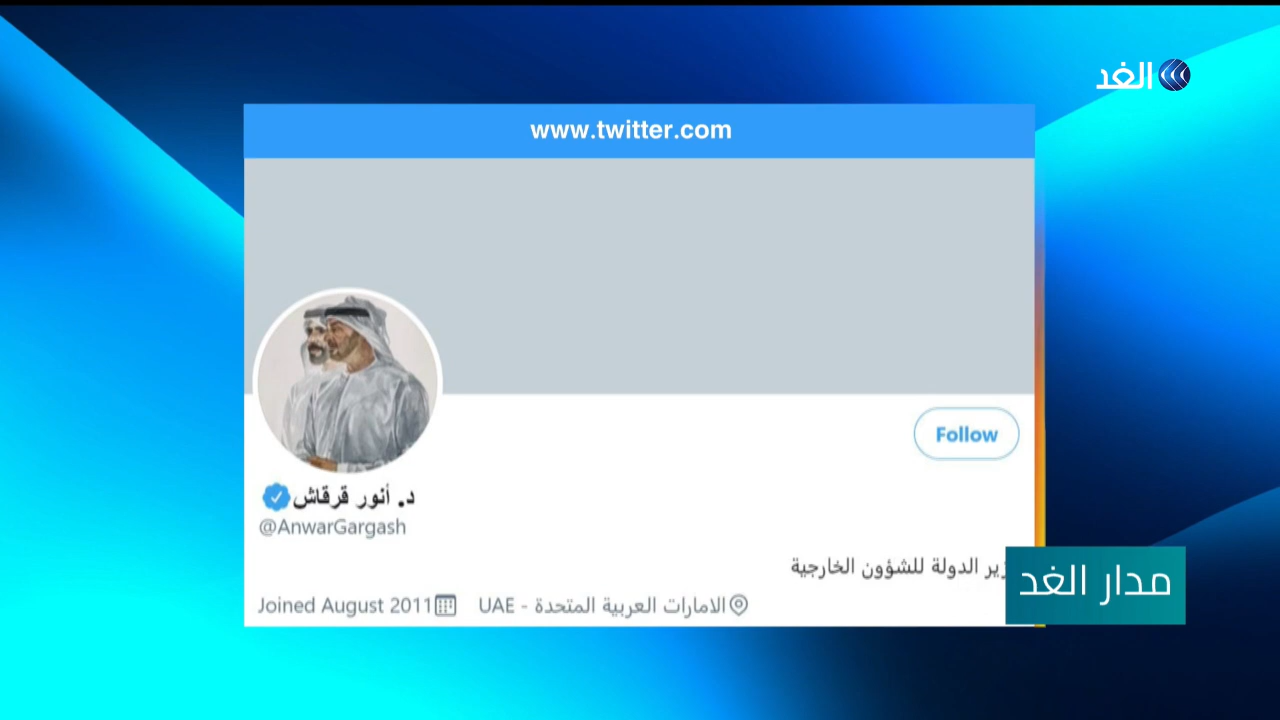 الغد
www.twitter.com
Follow
د. أنور قرقاش
@AnwarGargash
الدولة للشؤون الخارجية
مدار الغد
Joined August 2011 الامارات العربية المتحدة - UAE